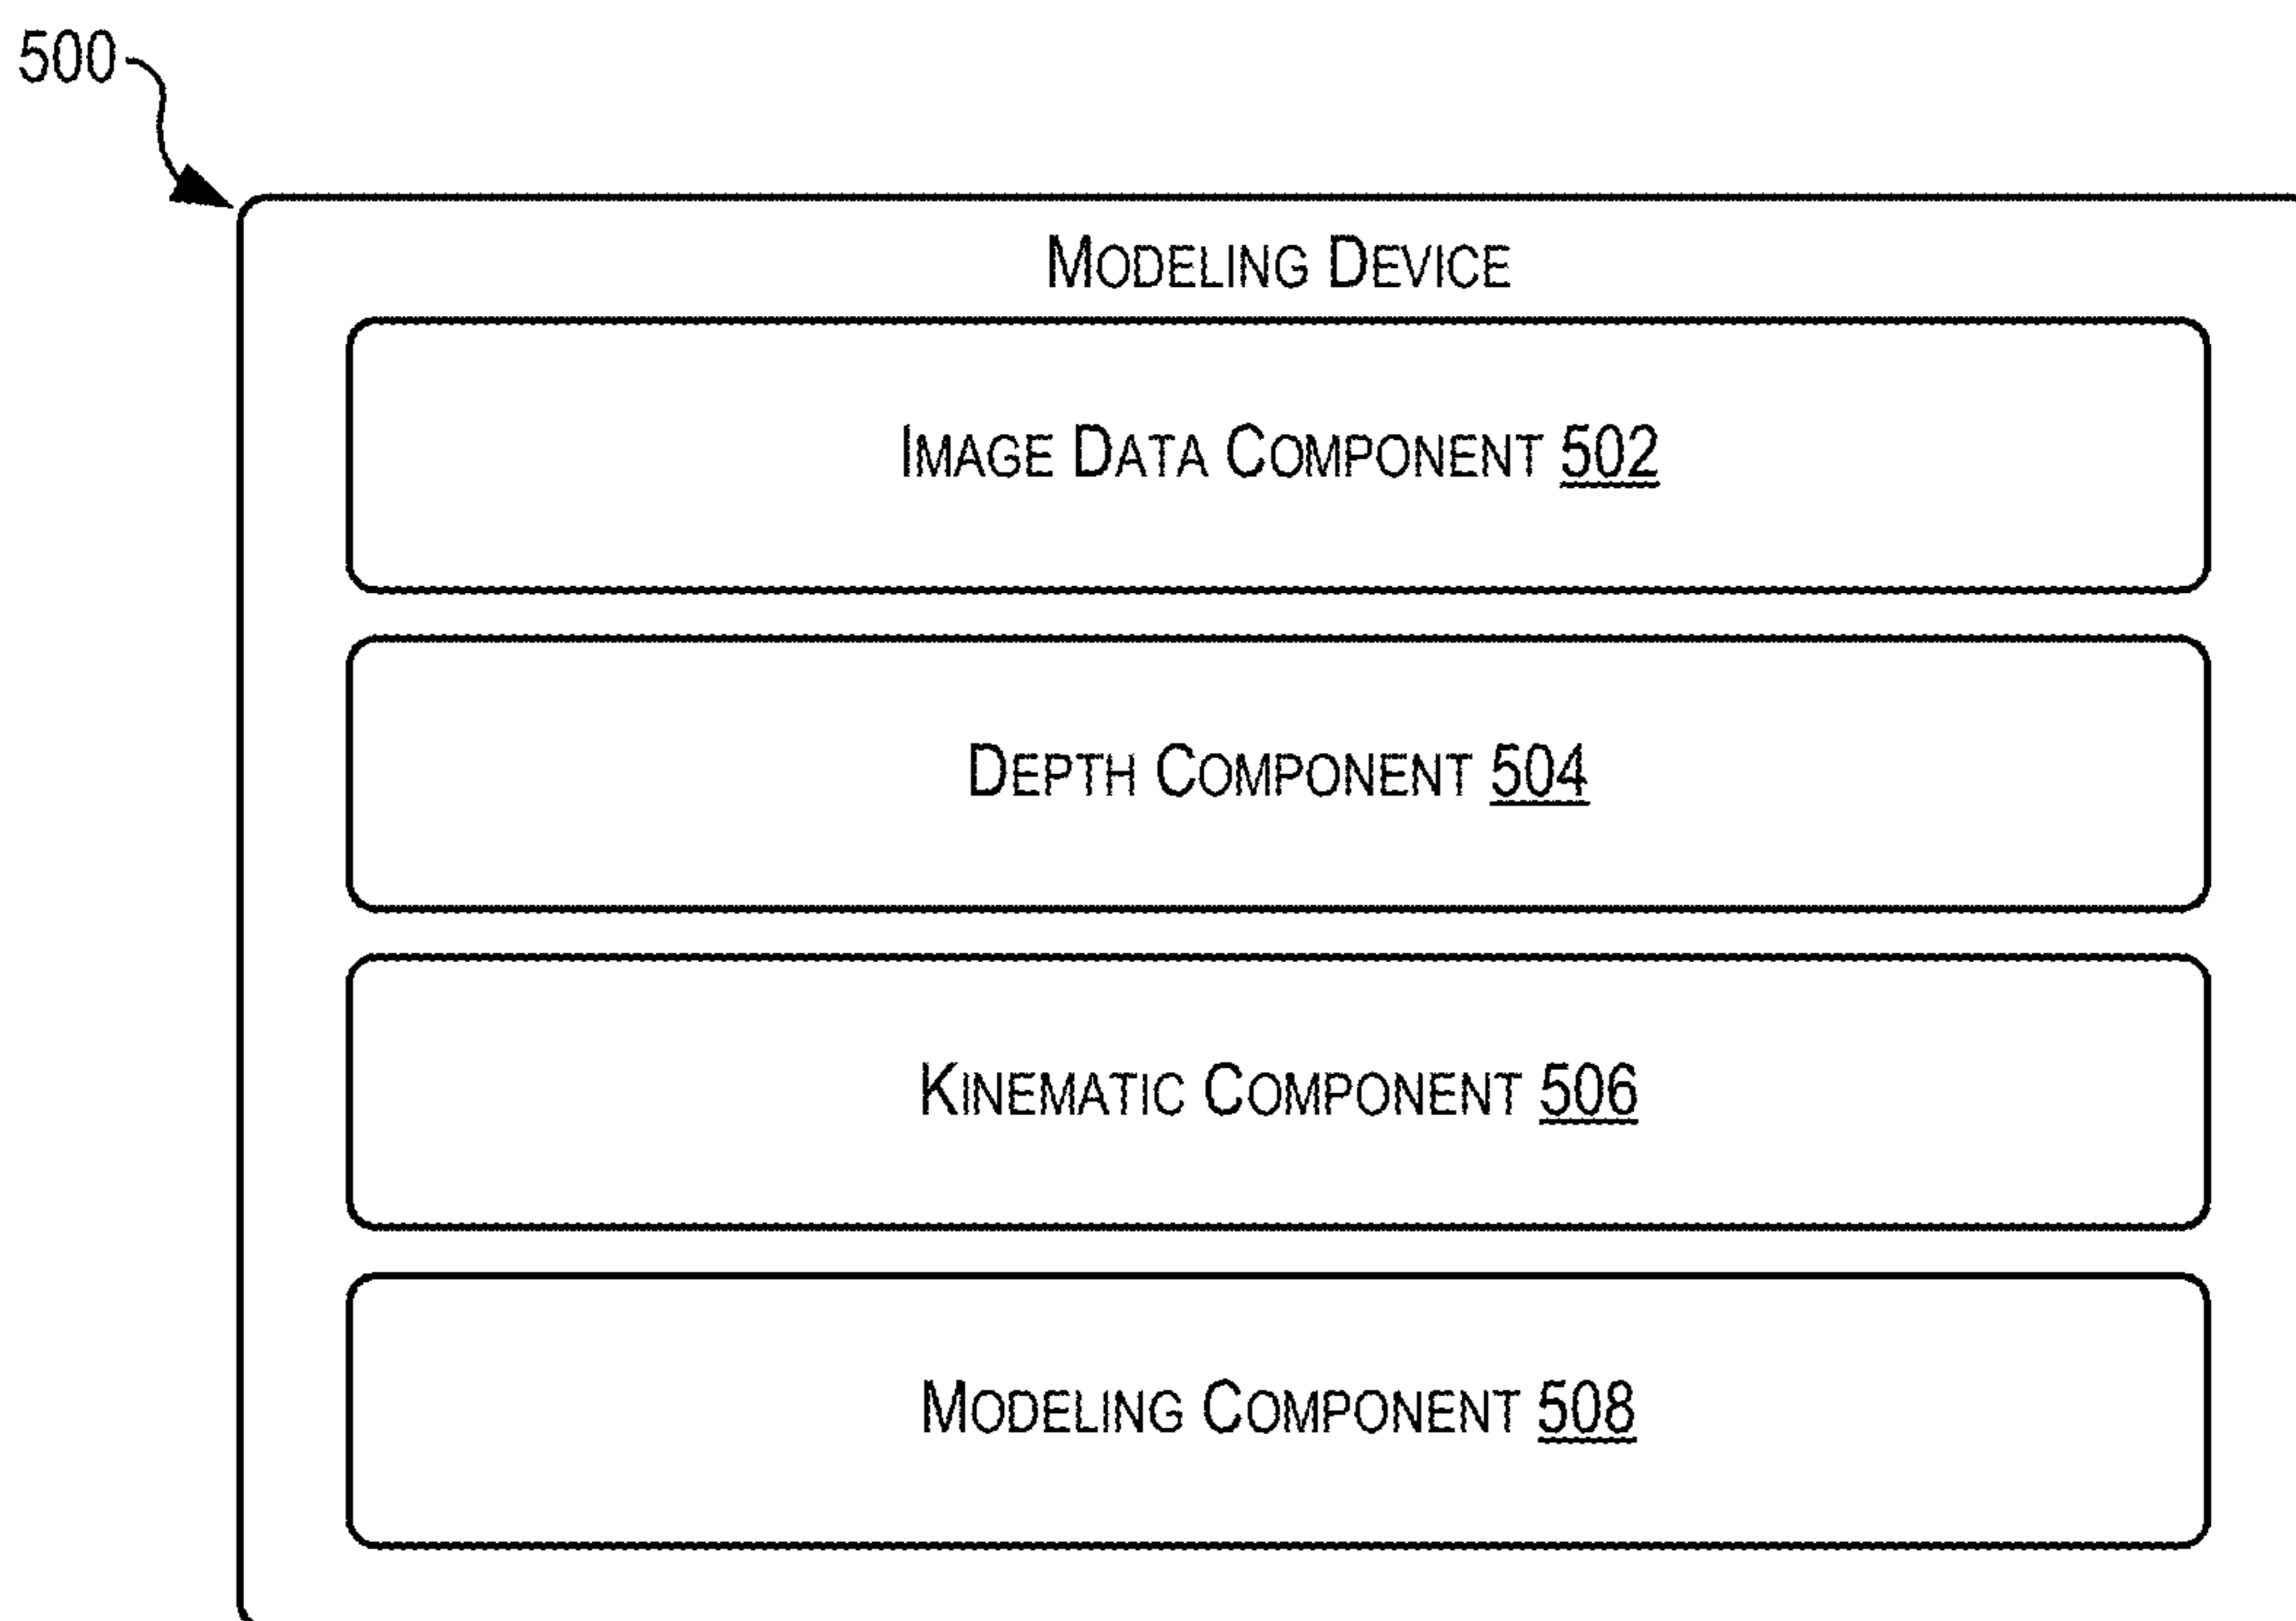 500
MODELING DEVICE
IMAGE DATA COMPONENT 502
DEPTH COMPONENT 504
KINEMATIC COMPONENT 506
MODELING COMPONENT 508